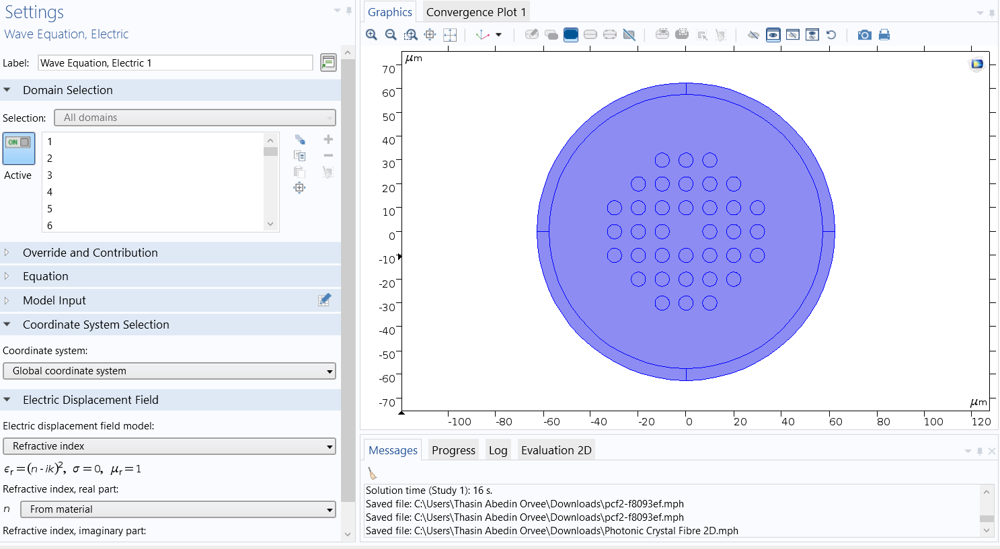 Settings
Wave Equation, Electric
Label: Wave Equation, Electric 1
Domain Selection
Selection: All domains
ON
Active
1
2
3
4
5
6
Override and Contribution
Equation
Model Input
Coordinate System Selection
Coordinate system:
Global coordinate system
Electric Displacement Field
Electric displacement field model:
Refractive index
ϵr=(n-ik)², σ=0, μr=1
Refractive index, real part:
n From material
Refractive index, imaginary part:
Graphics Convergence Plot 1
μm
70
60
50
40
30
20
10
0
-10
-20
-30
-40
-50
-60
-70
μm
-100 -80 -60 -40 -20 0 20 40 60 80 100 120
Messages Progress Log Evaluation 2D
Solution time (Study 1): 16 s.
Saved file: C:\Users\Thasin Abedin Orvee\Downloads\pcf2-f8093ef.mph
Saved file: C:\Users\Thasin Abedin Orvee\Downloads\pcf2-f8093ef.mph
Saved file: C:\Users\Thasin Abedin Orvee\Downloads\Photonic Crystal Fibre 2D.mph